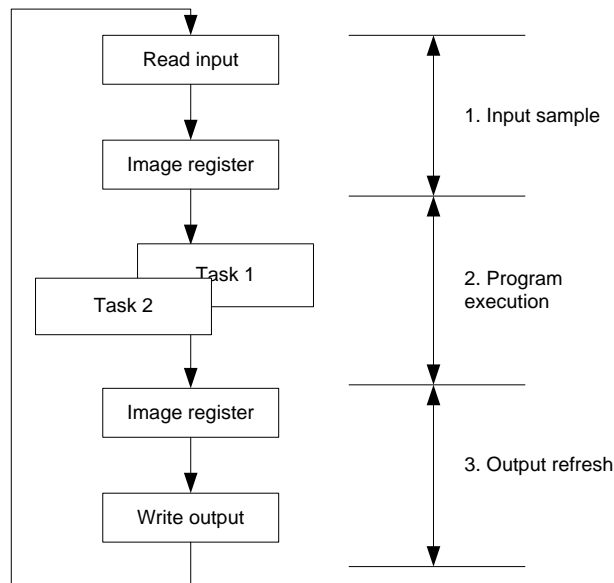 Read input
1. Input sample
Image register
Task 1
Task 2
2. Program
execution
Image register
3. Output refresh
Write output